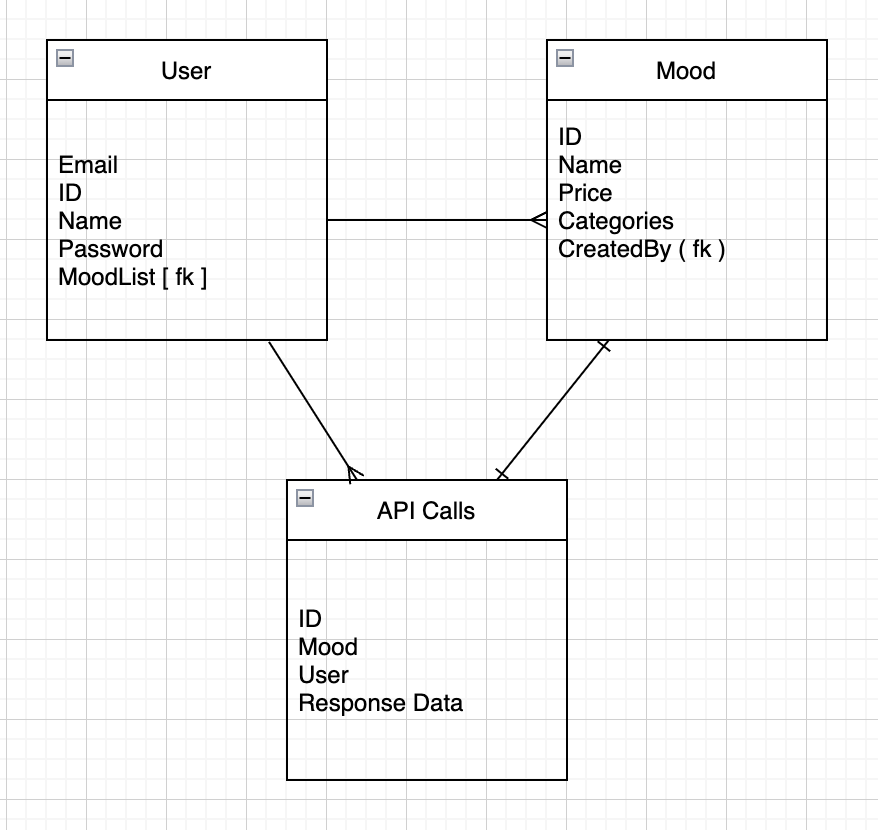 User
Email
ID
Name
Password
MoodList [ fk ]
Mood
ID
Name
Price
Categories
CreatedBy ( fk )
API Calls
ID
Mood
User
Response Data